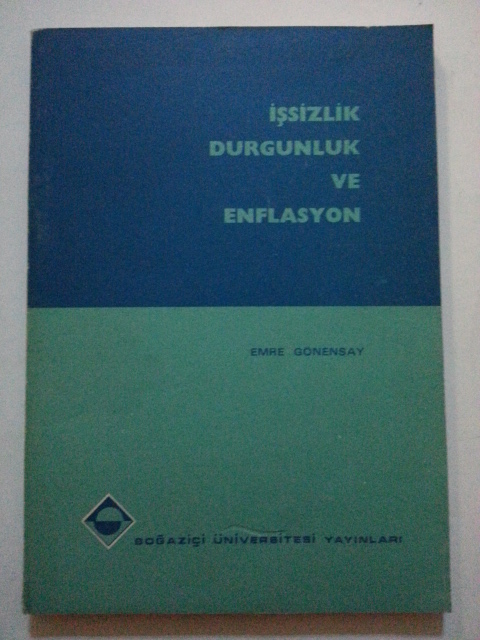 İŞSİZLİK
DURGUNLUK
VE
ENFLASYON
EMRE GÖNENSAY
BOĞAZİÇİ ÜNİVERSİTESİ YAYINLARI